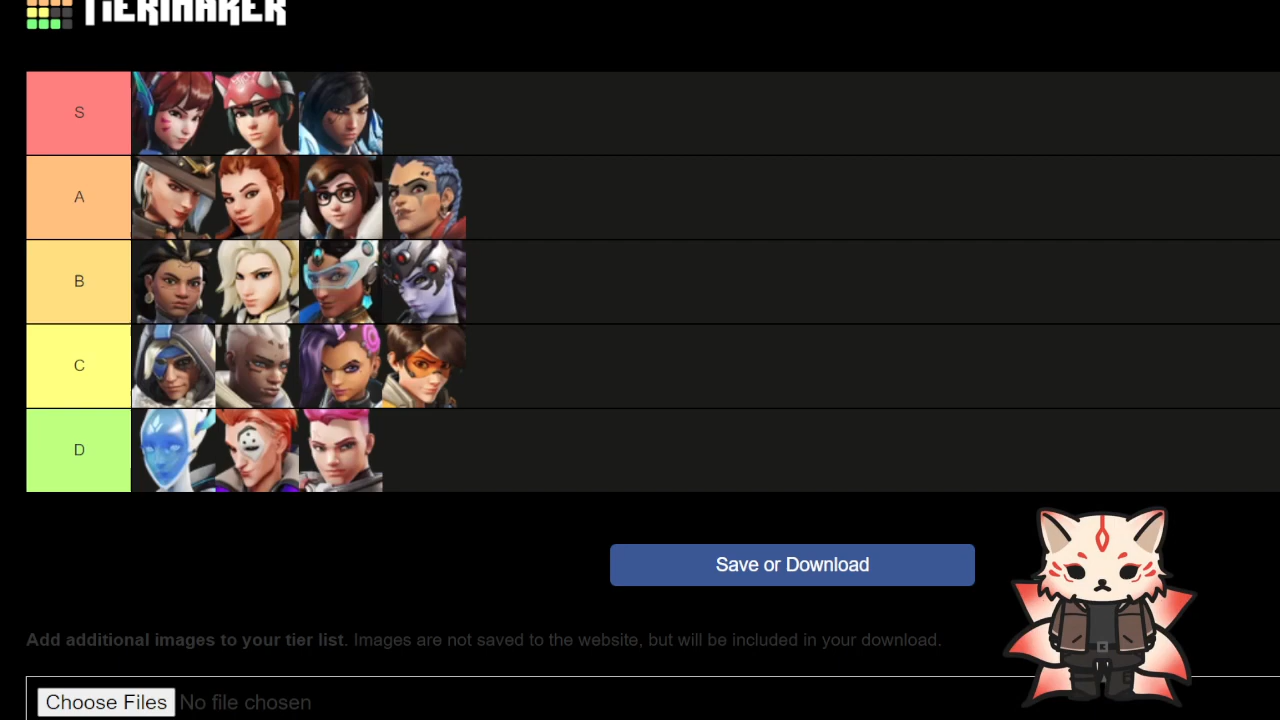 TIERMAKER
S
A
B
C
D
Save or Download
Add additional images to your tier list. Images are not saved to the website, but will be included in your download.
Choose Files No file chosen